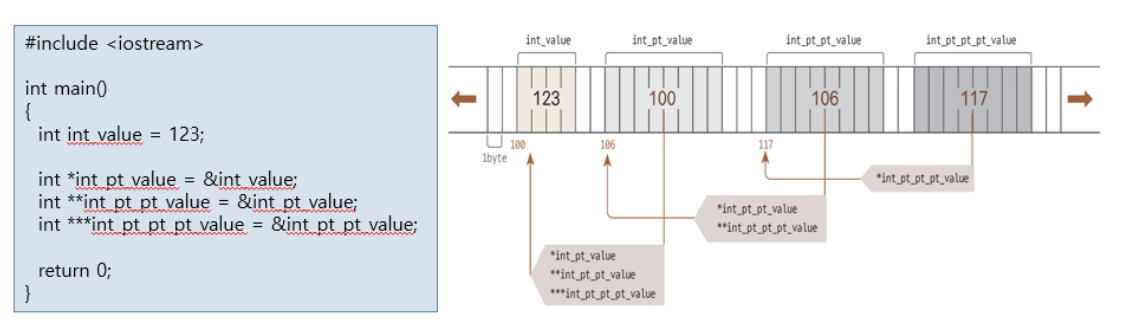 #include <iostream>
int main()
{
int int_value = 123;
int *int_pt_value = &int_value;
int **int_pt_pt_value = &int_pt_value;
int ***int_pt_pt_pt_value = &int_pt_pt_value;
return 0;
}
int_value int_pt_value int_pt_pt_value int_pt_pt_pt_value
123 100 106 117
100 106 117
1byte
*int_pt_pt_pt_value
*int_pt_pt_value
**int_pt_pt_pt_value
*int_pt_value
**int_pt_pt_value
***int_pt_pt_pt_value